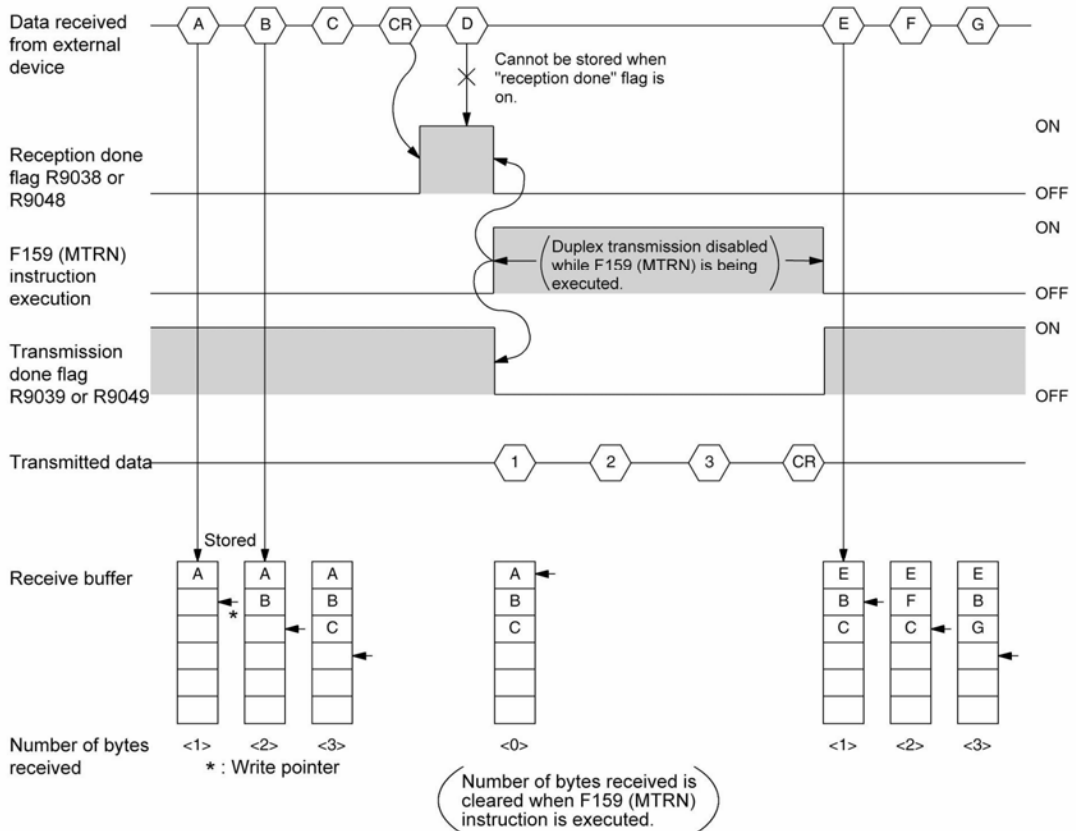 Data received
from external
device
A B C CR D E F G
Cannot be stored when
"reception done" flag is
on.
Reception done
flag R9038 or
R9048
ON
OFF
F159 (MTRN)
instruction
execution
(Duplex transmission disabled
while F159 (MTRN) is being
executed.)
ON
OFF
Transmission
done flag
R9039 or R9049
ON
OFF
Transmitted data
1 2 3 CR
Stored
Receive buffer
A A A A E E E
* B B B B F B
C C C C G
Number of bytes
received
<1> <2> <3> <0> <1> <2> <3>
* : Write pointer
(Number of bytes received is
cleared when F159 (MTRN)
instruction is executed.)